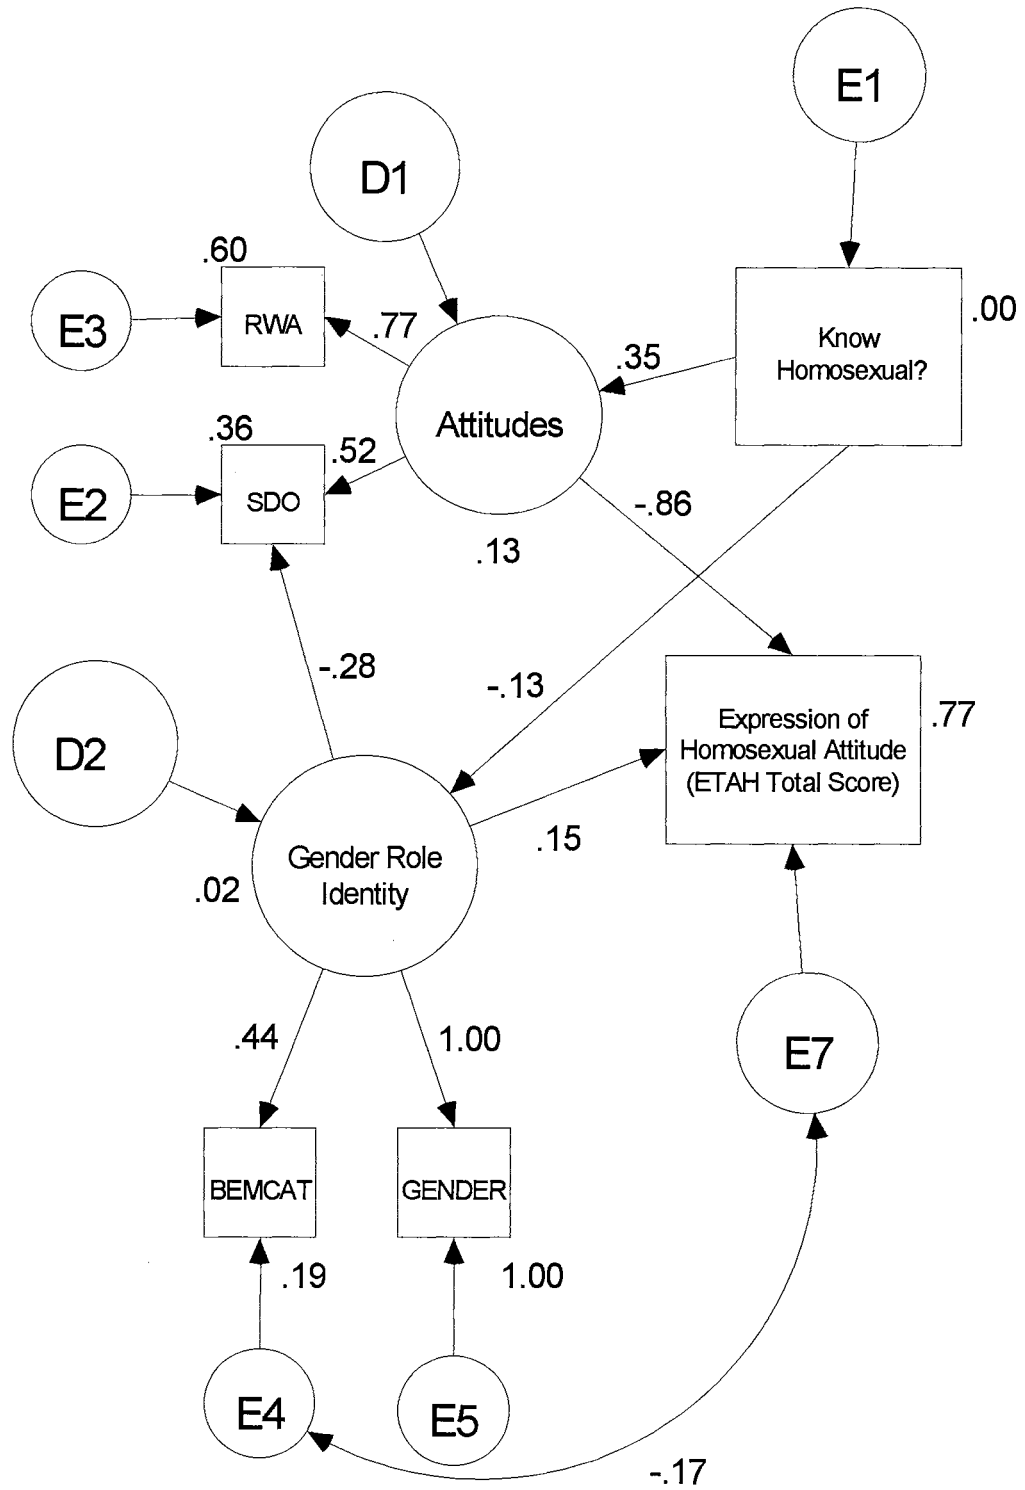 E1
D1
.60
E3
RWA
.77
.35
Know
Homosexual?
.00
Attitudes
.36
.52
E2
SDO
-.86
.13
-.28
-.13
D2
Expression of
Homosexual Attitude
(ETAH Total Score)
.77
.15
Gender Role
Identity
.02
.44
1.00
E7
BEMCAT
GENDER
.19
1.00
E4
E5
-.17